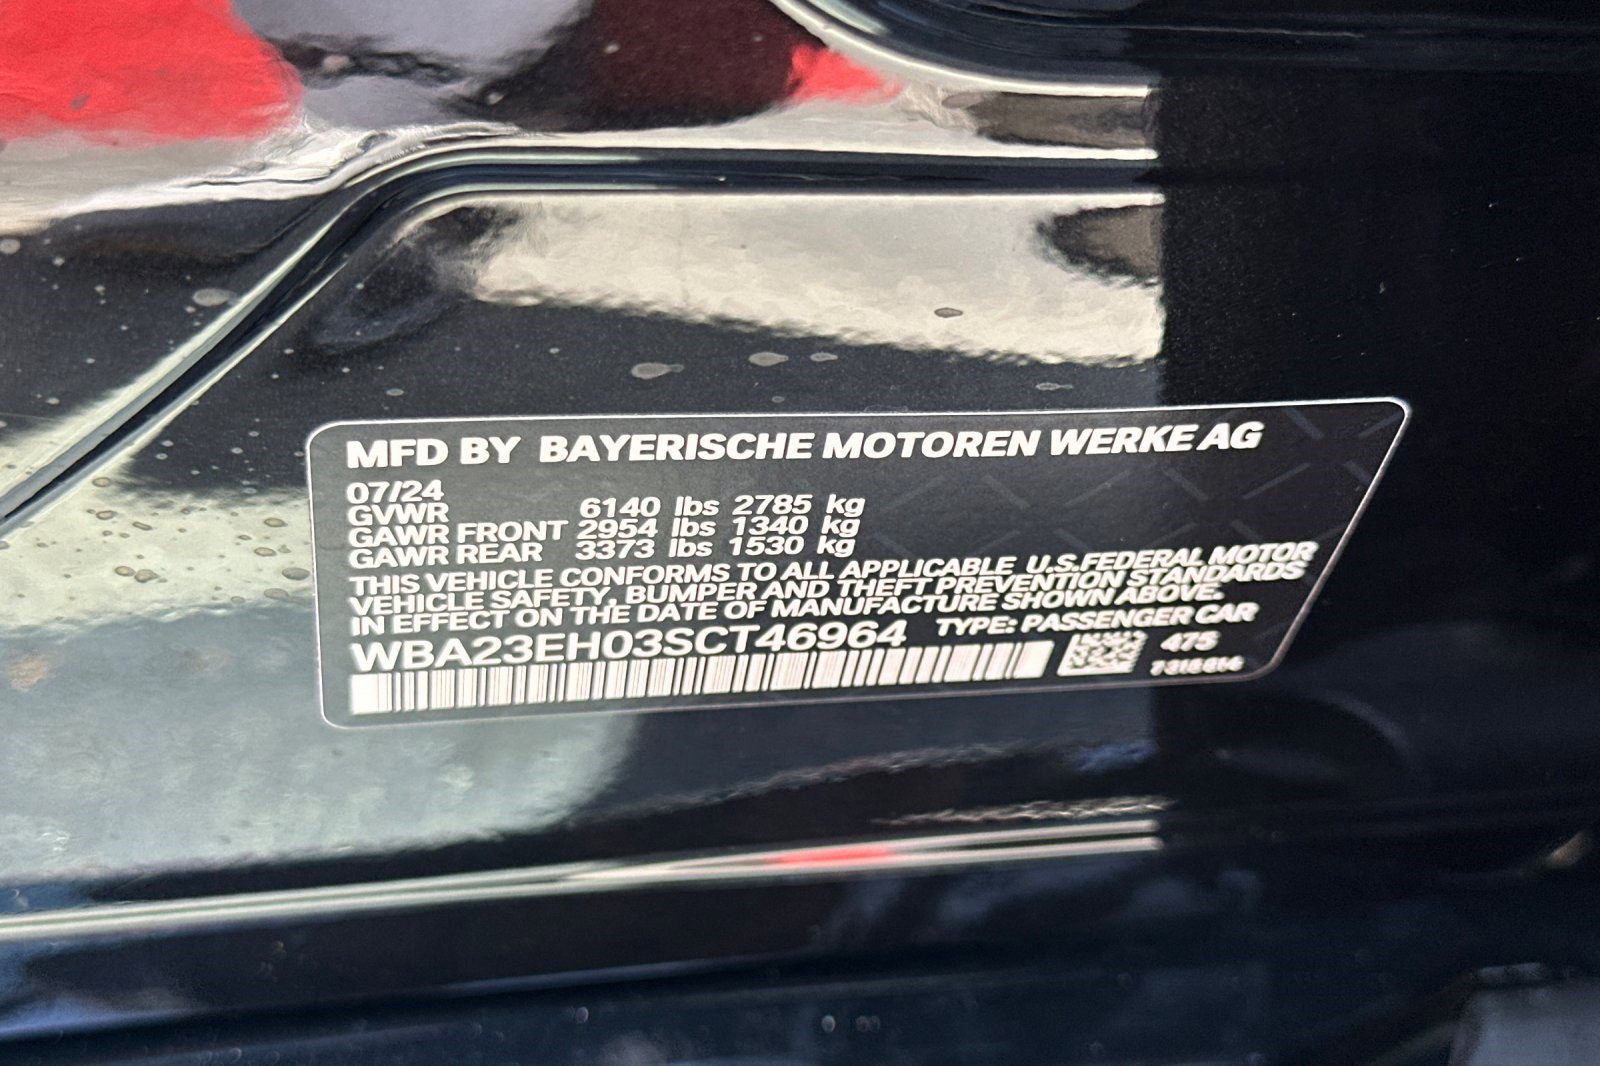 MFD BY BAYERISCHE MOTOREN WERKE AG
07/24
GVWR 6140 lbs 2785 kg
GAWR FRONT 2954 lbs 1340 kg
GAWR REAR 3373 lbs 1530 kg
THIS VEHICLE CONFORMS TO ALL APPLICABLE U.S.FEDERAL MOTOR
VEHICLE SAFETY, BUMPER AND THEFT PREVENTION STANDARDS
IN EFFECT ON THE DATE OF MANUFACTURE SHOWN ABOVE.
WBA23EH03SCT46964 TYPE: PASSENGER CAR
475